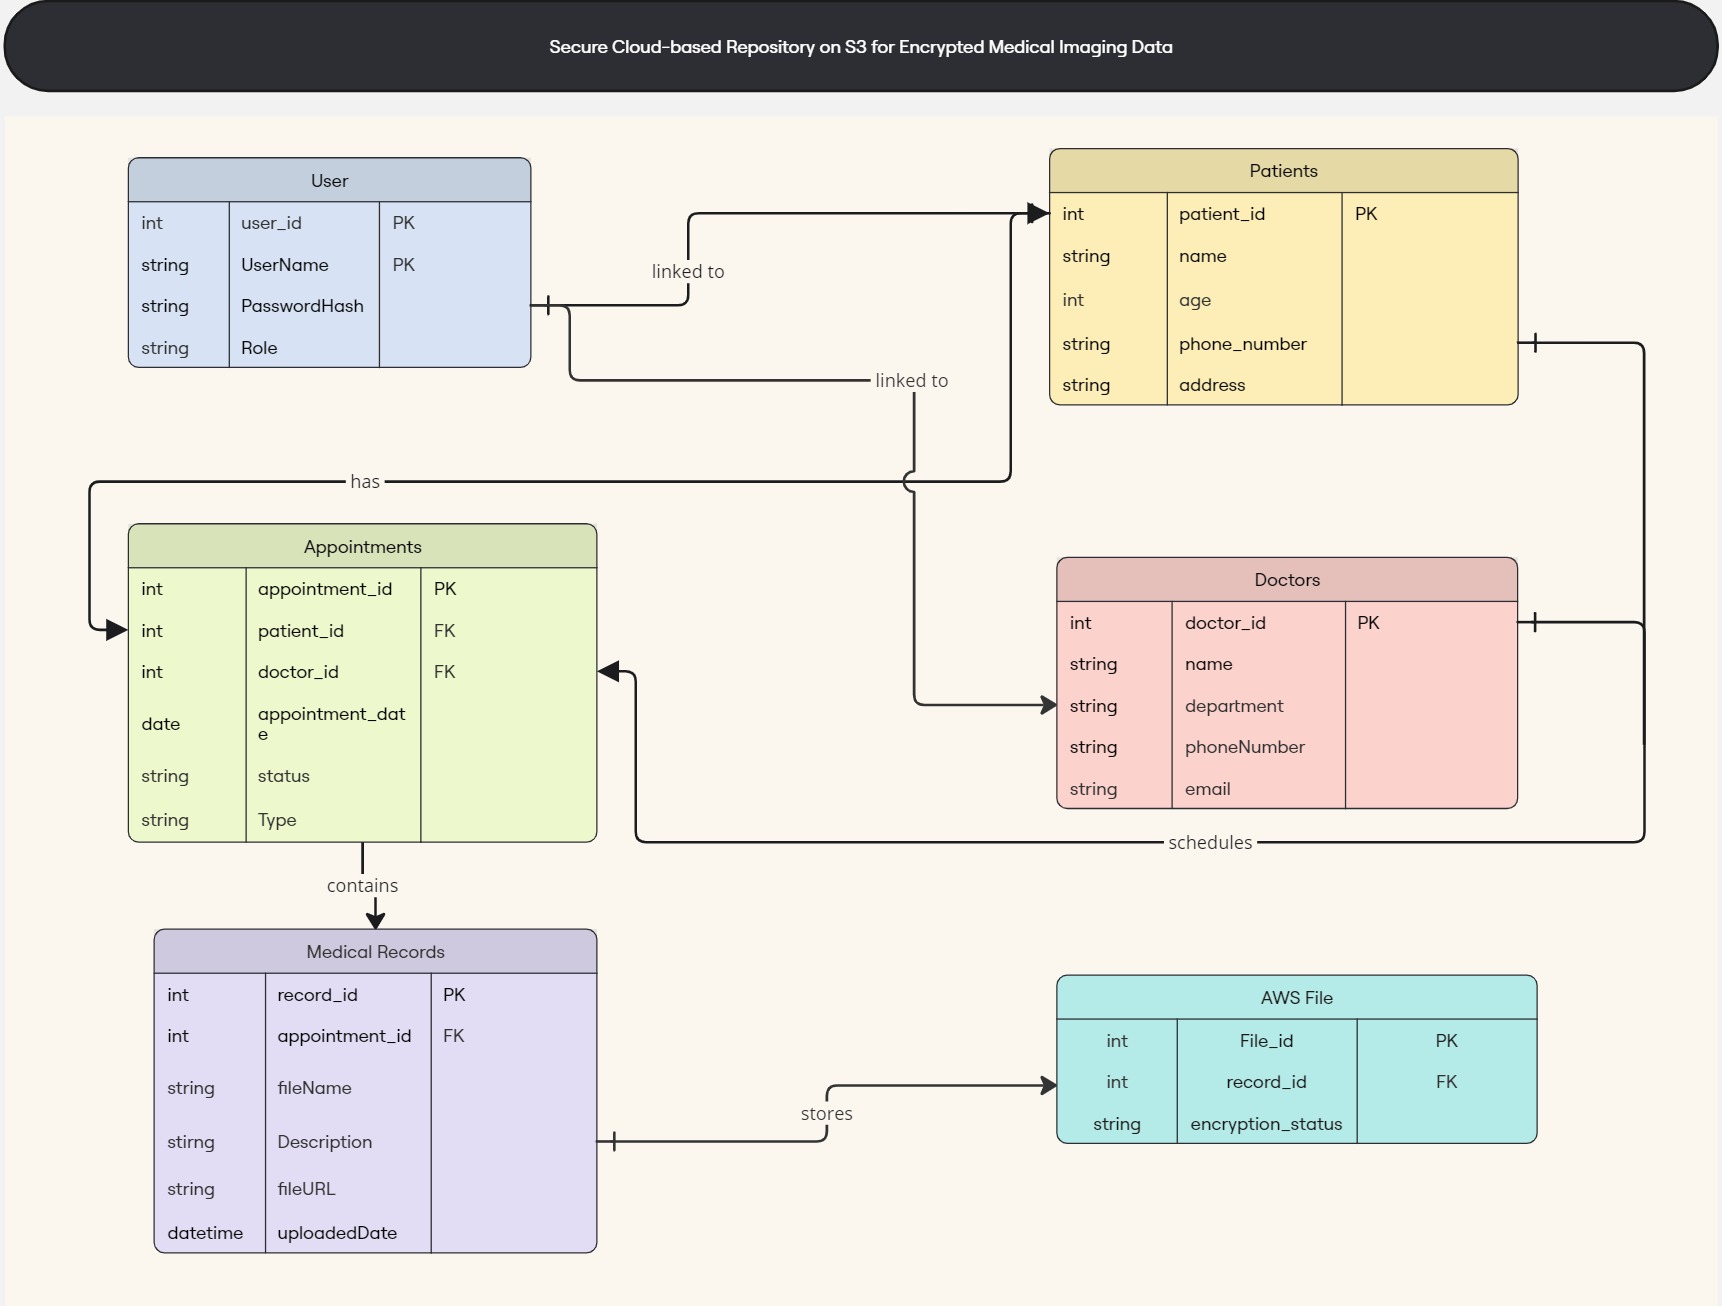 Secure Cloud-based Repository on S3 for Encrypted Medical Imaging Data
User
int user_id PK
string UserName PK
string PasswordHash
string Role
linked to
linked to
Patients
int patient_id PK
string name
int age
string phone_number
string address
has
Appointments
int appointment_id PK
int patient_id FK
int doctor_id FK
date appointment_dat
e
string status
string Type
Doctors
int doctor_id PK
string name
string department
string phoneNumber
string email
schedules
contains
Medical Records
int record_id PK
int appointment_id FK
string fileName
stirng Description
string fileURL
datetime uploadedDate
stores
AWS File
int File_id PK
int record_id FK
string encryption_status